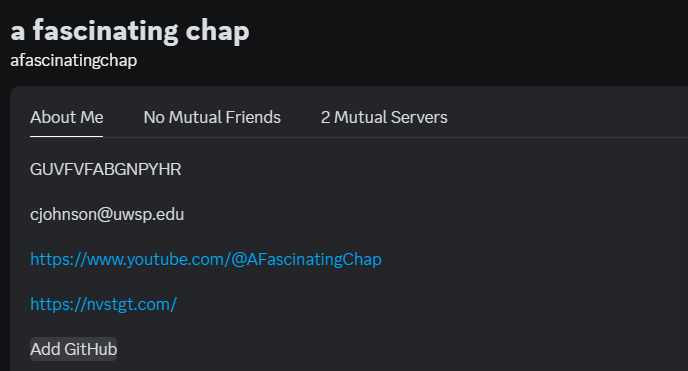 a fascinating chap
afascinatingchap
About Me No Mutual Friends 2 Mutual Servers
GUVFVFABGNPYHR
cjohnson@uwsp.edu
https://www.youtube.com/@AFascinatingChap
https://nvstgt.com/
Add GitHub